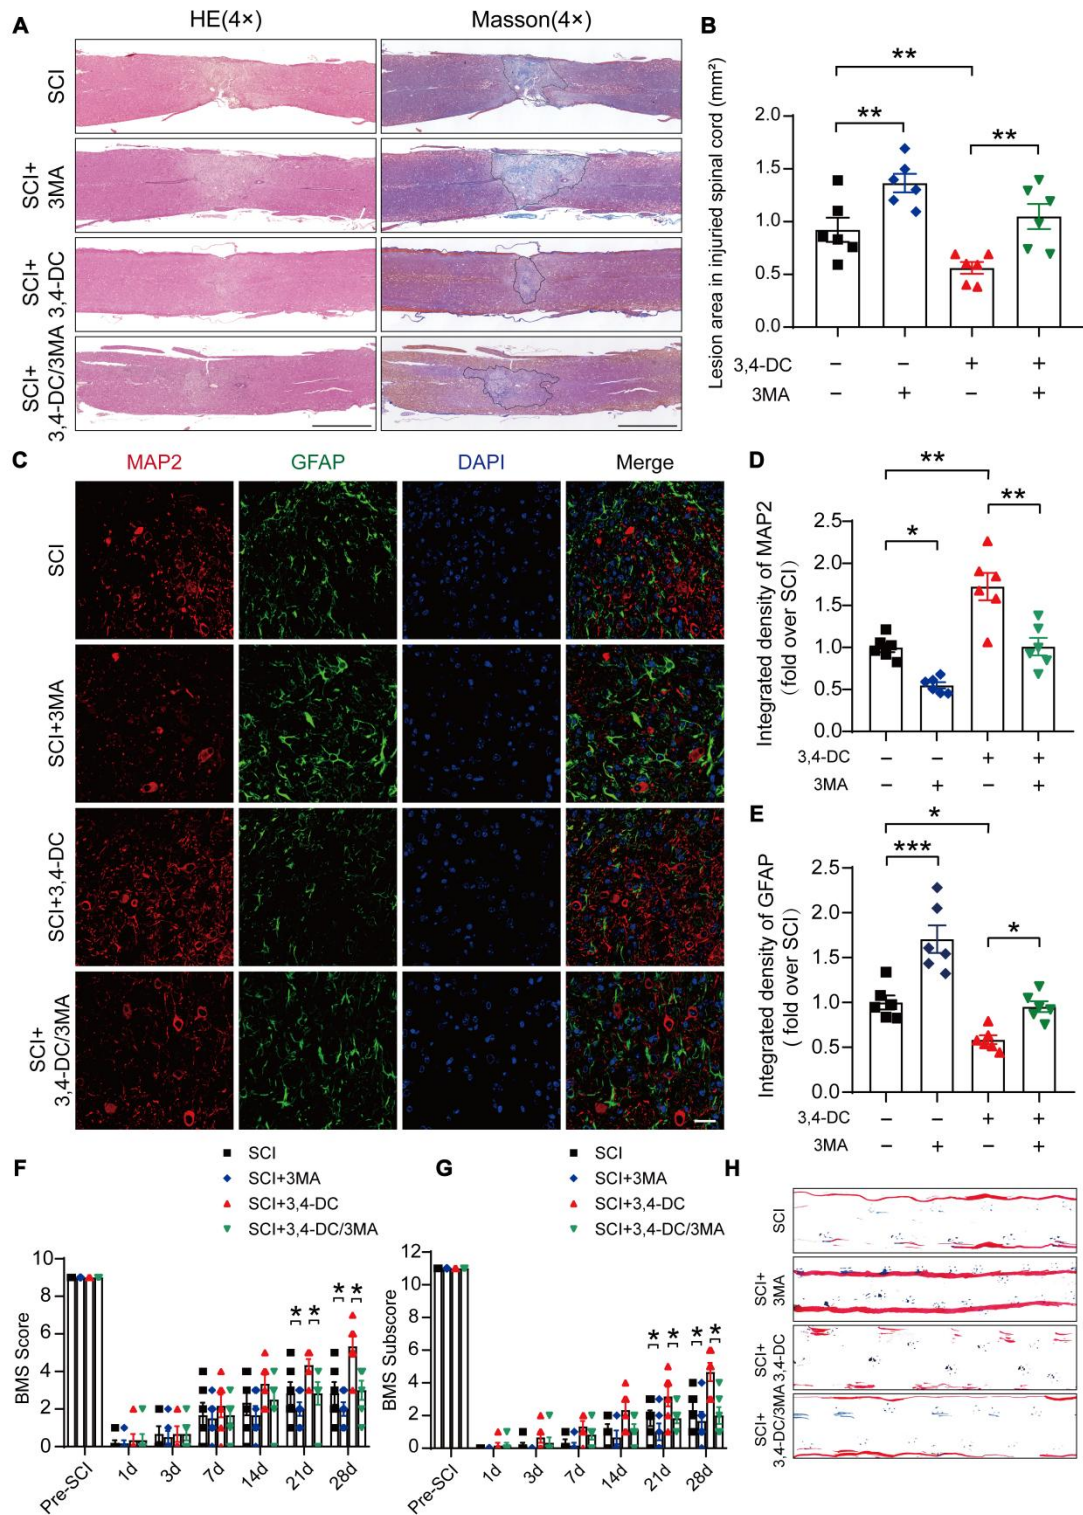 A
HE(4×)
Masson(4×)
SCI
SCI+
3MA
SCI+
3,4-DC
SCI+
3,4-DC/3MA
B
Lesion area in injuried spinal cord (mm²)
2.0
1.5
1.0
0.5
0.0
**
**
**
3,4-DC − − + +
3MA − + − +
C
MAP2
GFAP
DAPI
Merge
SCI
SCI+3MA
SCI+3,4-DC
SCI+
3,4-DC/3MA
D
Integrated density of MAP2
(fold over SCI)
2.5
2.0
1.5
1.0
0.5
0.0
**
*
**
3,4-DC − − + +
3MA − + − +
E
Integrated density of GFAP
(fold over SCI)
2.5
2.0
1.5
1.0
0.5
0.0
*
***
*
3,4-DC − − + +
3MA − + − +
F
SCI
SCI+3MA
SCI+3,4-DC
SCI+3,4-DC/3MA
BMS Score
10
8
6
4
2
0
* *
* *
Pre-SCI 1d 3d 7d 14d 21d 28d
G
SCI
SCI+3MA
SCI+3,4-DC
SCI+3,4-DC/3MA
BMS Subscore
12
10
8
6
4
2
0
* * * *
Pre-SCI 1d 3d 7d 14d 21d 28d
H
SCI
SCI+
3MA
SCI+
3,4-DC
SCI+
3,4-DC/3MA